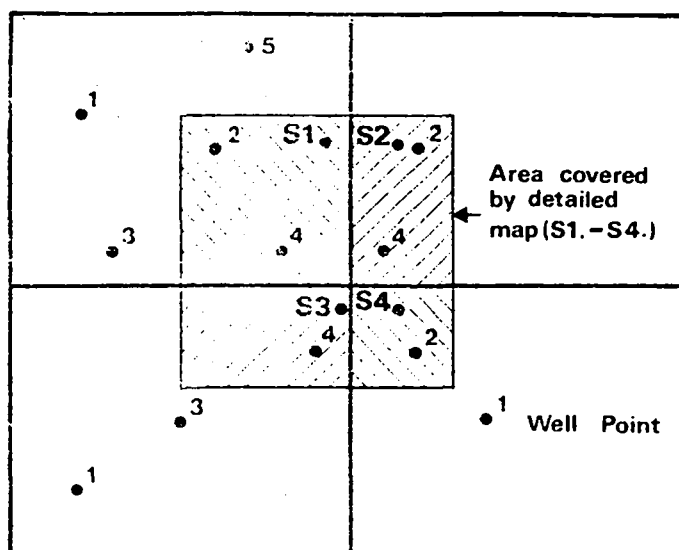 5
1
2 S1 S2 2
Area covered
by detailed
map (S1.-S4.)
3 4 4
S3 S4
4 2
3 1 Well Point
1